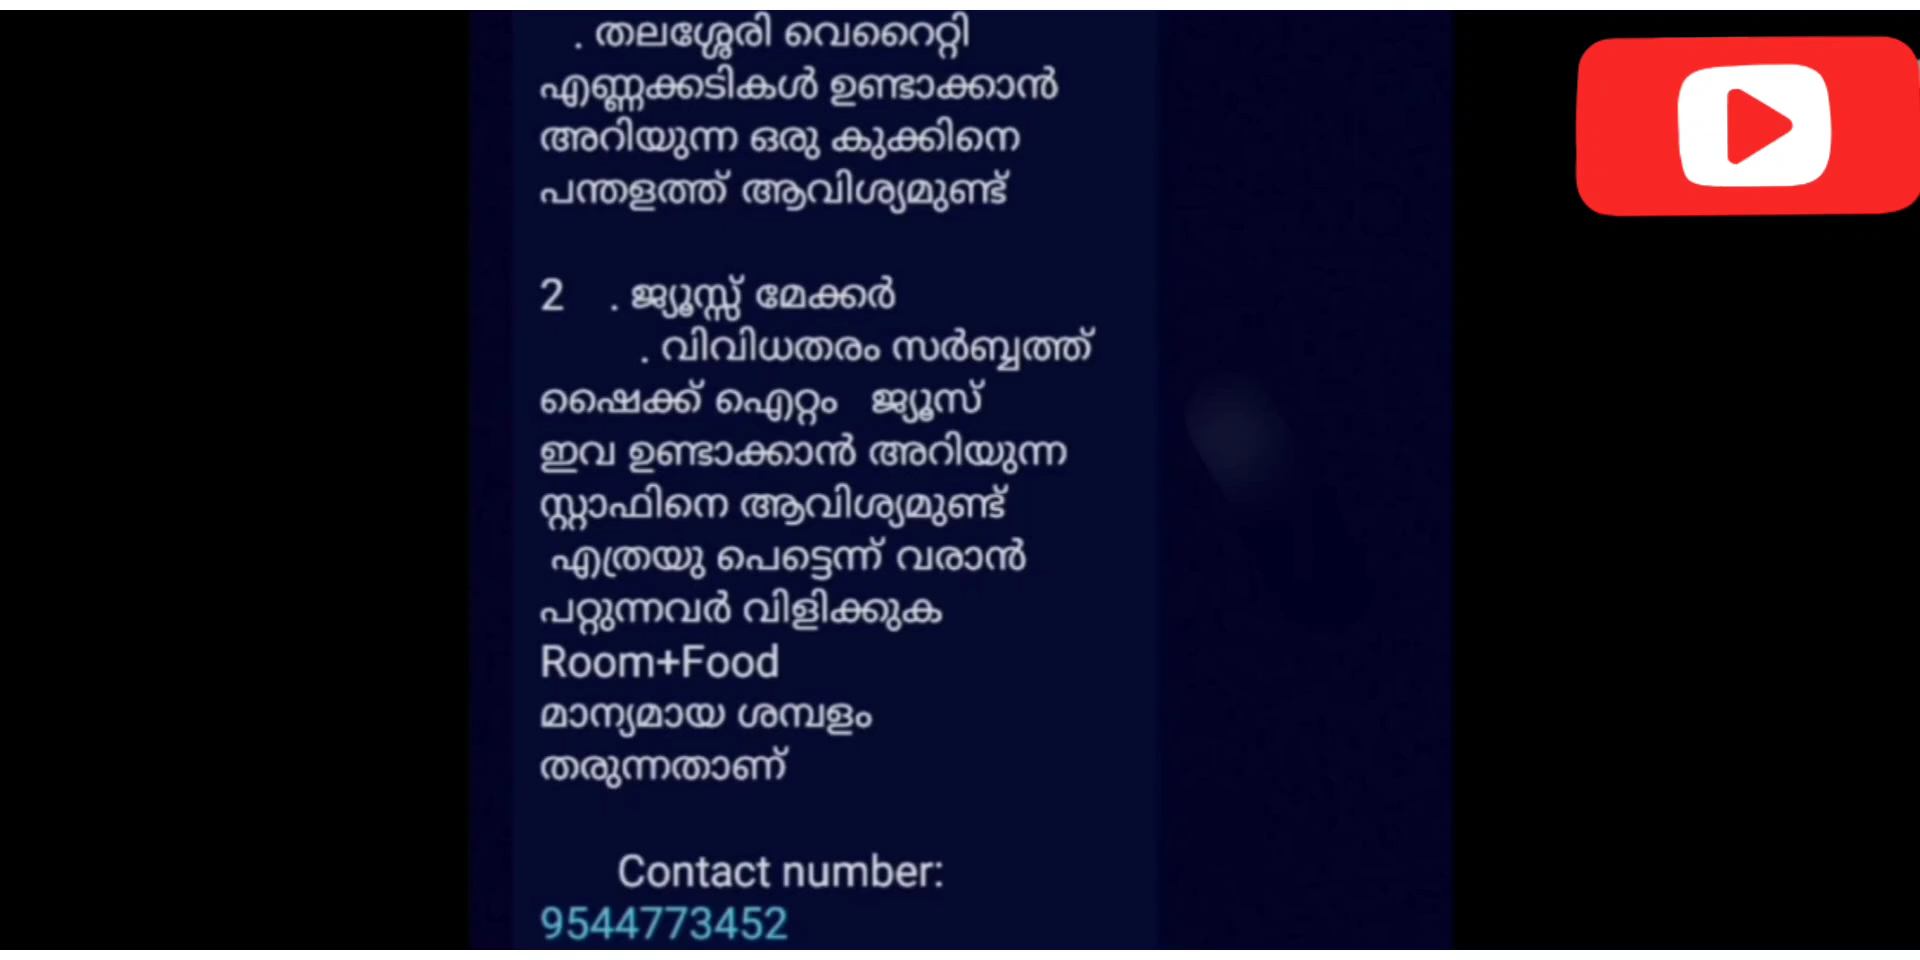 . തലശ്ശേരി വെറൈറ്റി
എണ്ണക്കടികൾ ഉണ്ടാക്കാൻ
അറിയുന്ന ഒരു കുക്കിനെ
പന്തളത്ത് ആവിശ്യമുണ്ട്
2 . ജ്യൂസ്സ് മേക്കർ
. വിവിധതരം സർബ്ബത്ത്
ഷൈക്ക് ഐറ്റം ജ്യൂസ്
ഇവ ഉണ്ടാക്കാൻ അറിയുന്ന
സ്റ്റാഫിനെ ആവിശ്യമുണ്ട്
എത്രയു പെട്ടെന്ന് വരാൻ
പറ്റുന്നവർ വിളിക്കുക
Room+Food
മാന്യമായ ശമ്പളം
തരുന്നതാണ്
Contact number:
9544773452